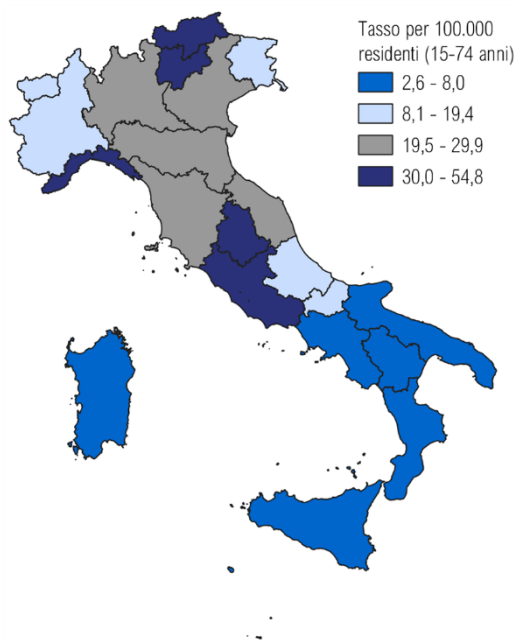 Tasso per 100.000
residenti (15-74 anni)
2,6 - 8,0
8,1 - 19,4
19,5 - 29,9
30,0 - 54,8